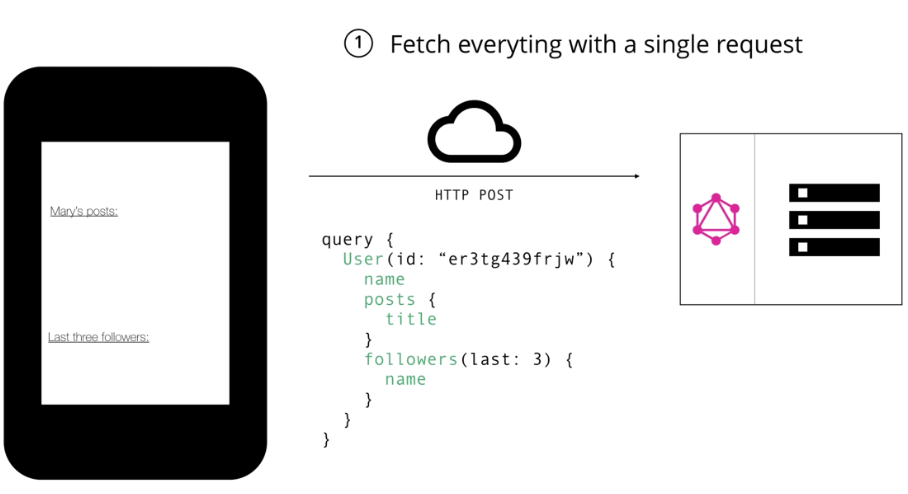 1 Fetch everyting with a single request
HTTP POST
Mary's posts:
Last three followers:
query {
  User(id: “er3tg439frjw”) {
    name
    posts {
      title
    }
    followers(last: 3) {
      name
    }
  }
}